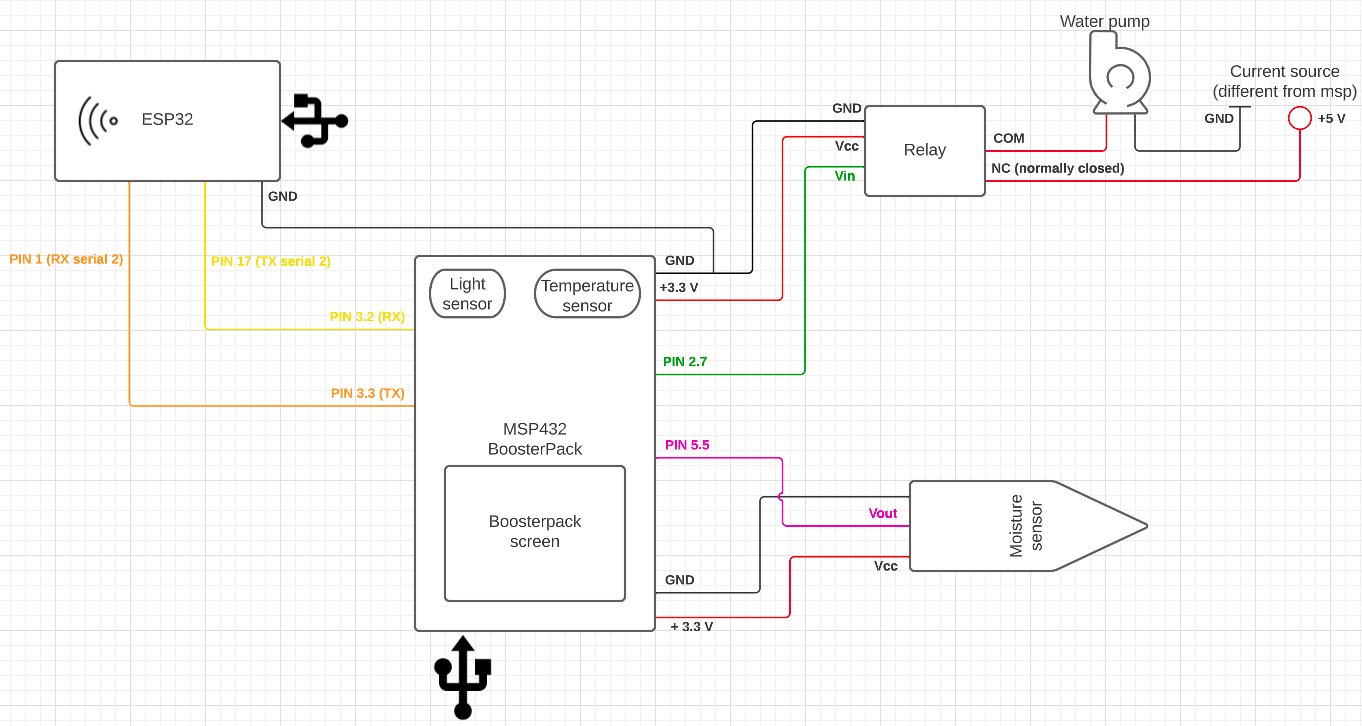 Water pump
Current source
(different from msp)
GND
+5 V
ESP32
GND
Vcc
Vin
Relay
COM
NC (normally closed)
GND
PIN 1 (RX serial 2)
PIN 17 (TX serial 2)
PIN 3.2 (RX)
PIN 3.3 (TX)
Light
sensor
Temperature
sensor
GND
+3.3 V
PIN 2.7
MSP432
BoosterPack
PIN 5.5
Boosterpack
screen
GND
+ 3.3 V
Vout
Vcc
Moisture
sensor